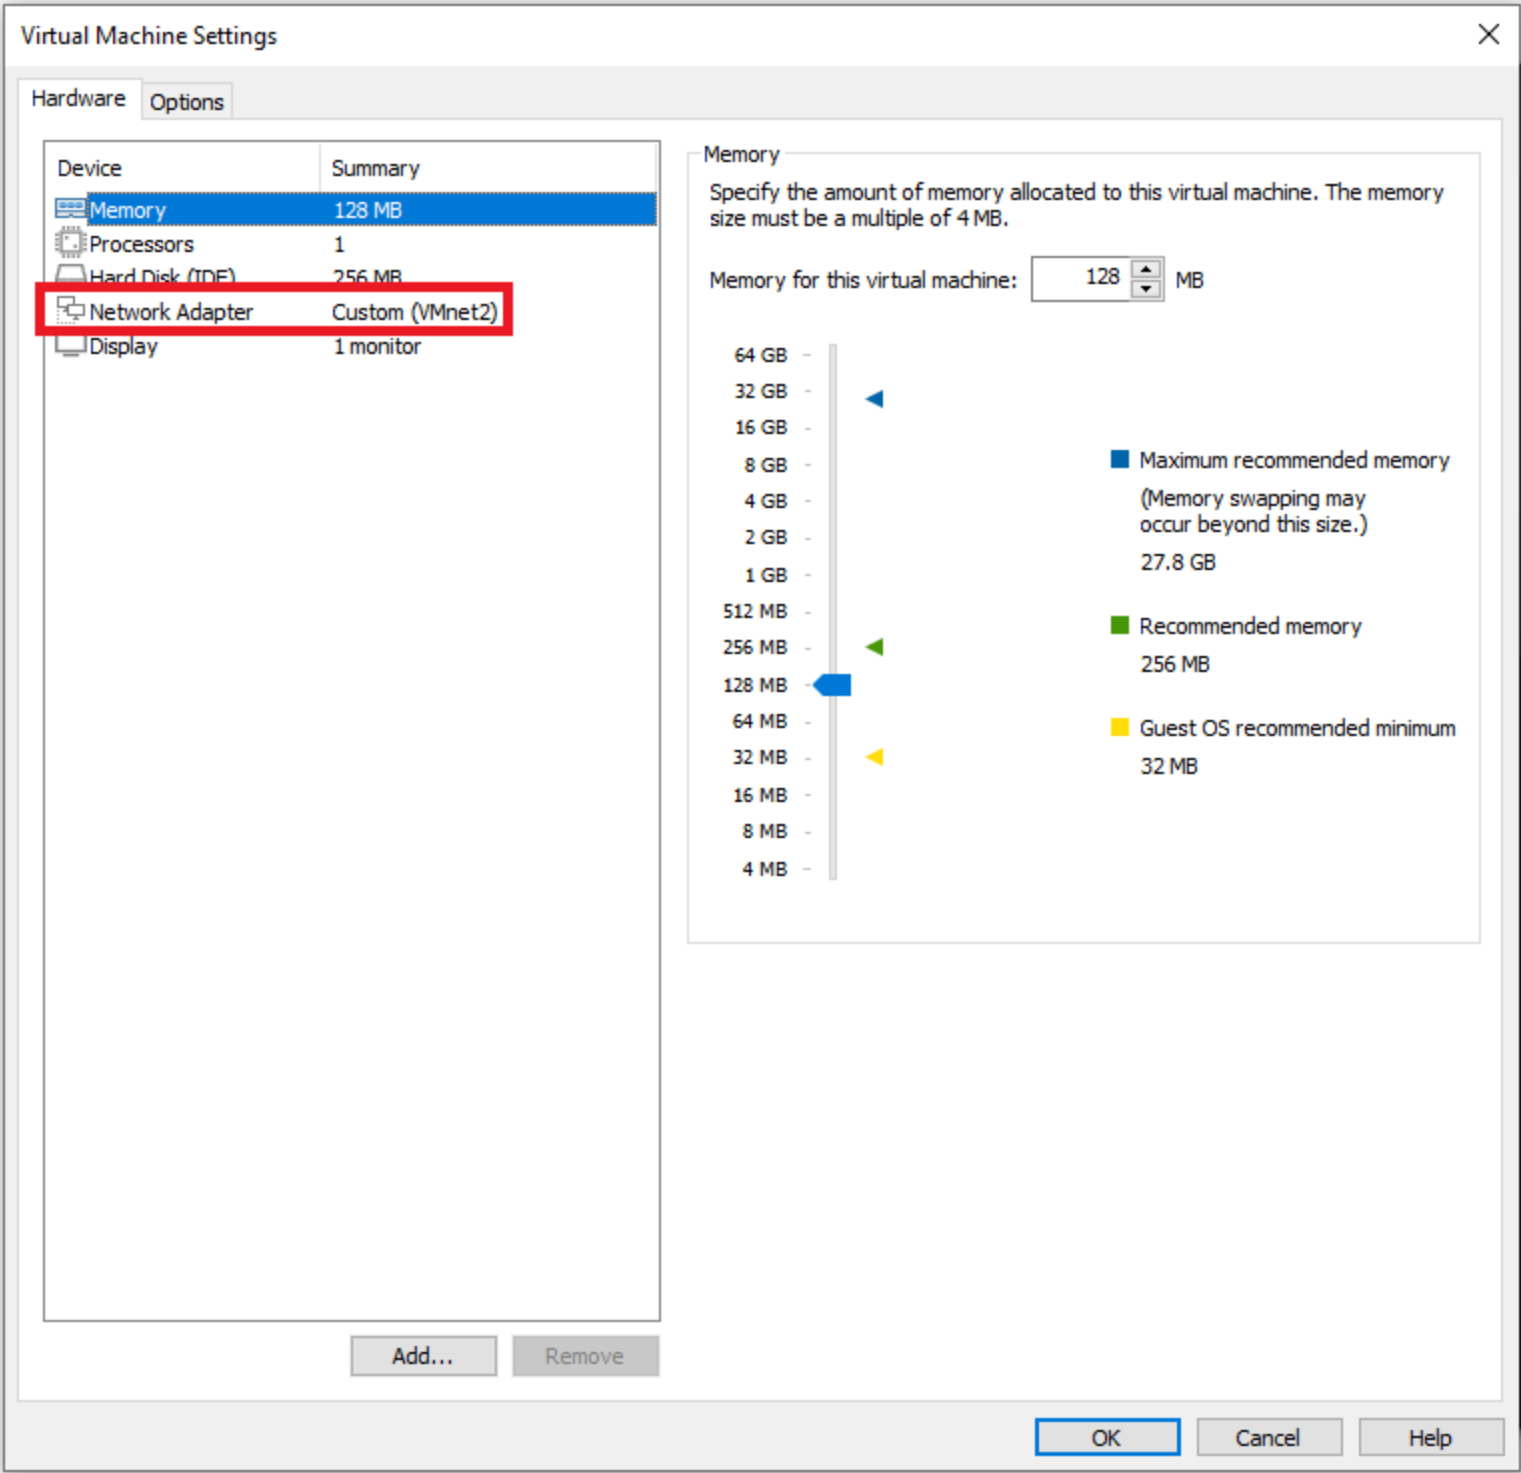 Virtual Machine Settings
Hardware
Options
Device Summary
Memory 128 MB
Processors 1
Hard Disk (IDE) 256 MB
Network Adapter Custom (VMnet2)
Display 1 monitor
Add...
Remove
Memory
Specify the amount of memory allocated to this virtual machine. The memory
size must be a multiple of 4 MB.
Memory for this virtual machine: 128 MB
64 GB
32 GB
16 GB
8 GB
4 GB
2 GB
1 GB
512 MB
256 MB
128 MB
64 MB
32 MB
16 MB
8 MB
4 MB
Maximum recommended memory
(Memory swapping may
occur beyond this size.)
27.8 GB
Recommended memory
256 MB
Guest OS recommended minimum
32 MB
OK
Cancel
Help